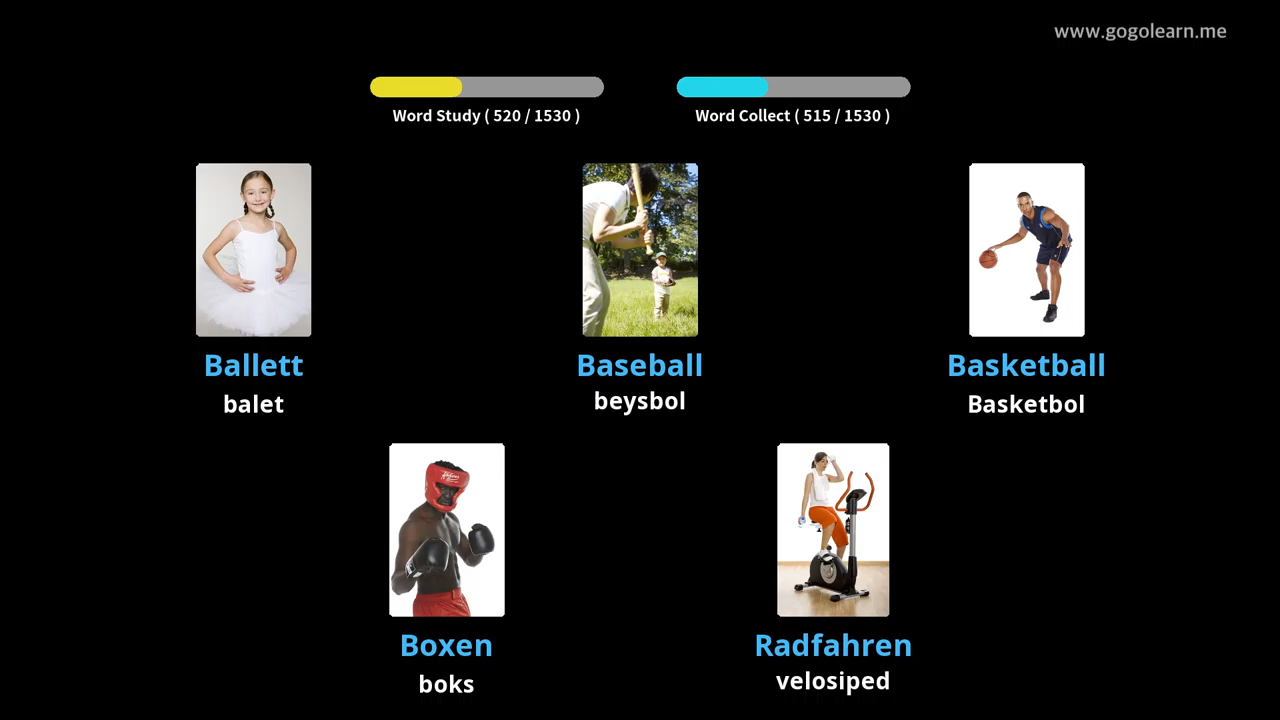 www.gogolearn.me
Word Study ( 520 / 1530 )
Word Collect ( 515 / 1530 )
Ballett
balet
Baseball
beysbol
Basketball
Basketbol
Boxen
boks
Radfahren
velosiped